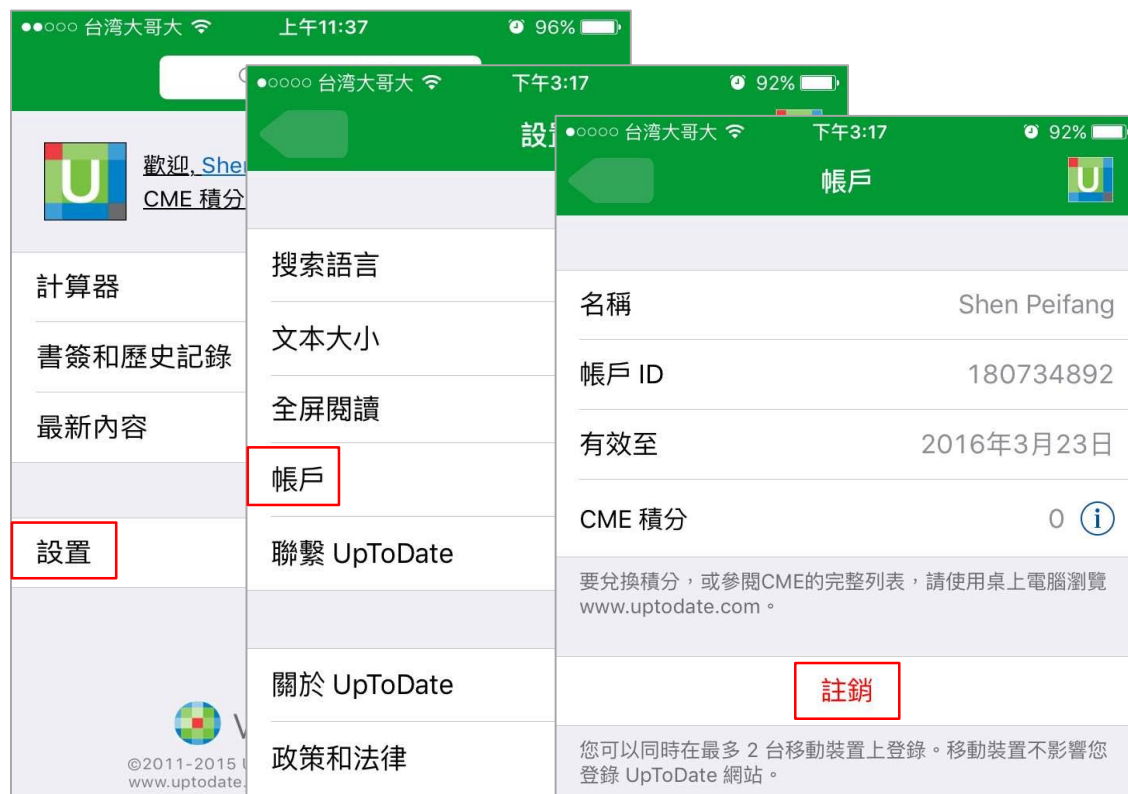 台湾大哥大
上午11:37
96%
歡迎, She
CME 積分
計算器
書簽和歷史記錄
最新內容
設置
©2011-2015
www.uptodate.
台湾大哥大
下午3:17
92%
搜索語言
文本大小
全屏閱讀
帳戶
聯繫 UpToDate
關於 UpToDate
政策和法律
台湾大哥大
下午3:17
92%
帳戶
U
名稱
Shen Peifang
帳戶 ID
180734892
有效至
2016年3月23日
CME 積分
0
要兌換積分，或參閱CME的完整列表，請使用桌上電腦瀏覽
www.uptodate.com。
註銷
您可以同時在最多 2 台移動裝置上登錄。移動裝置不影響您
登錄 UpToDate 網站。